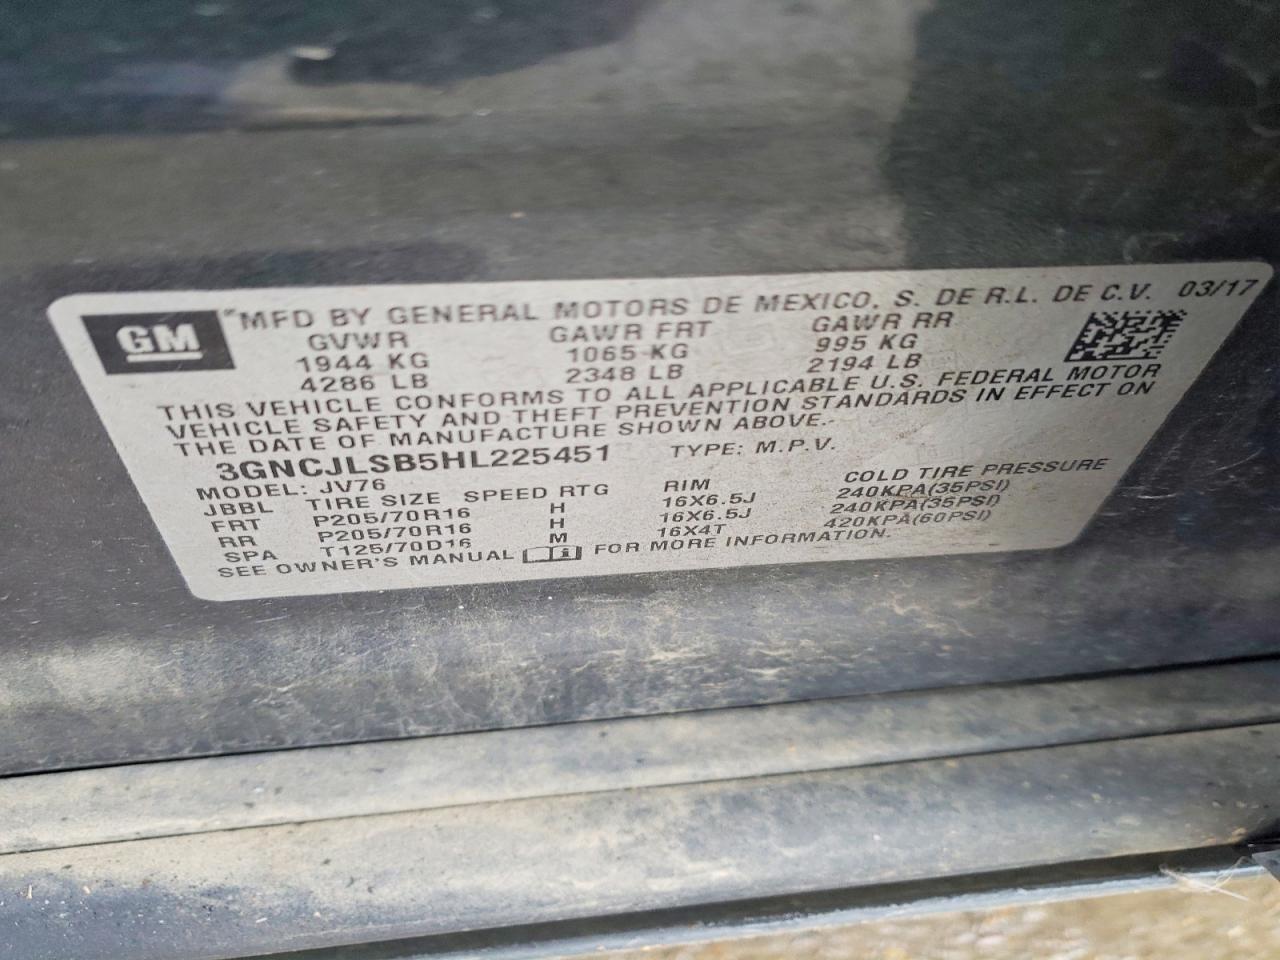 GM
MFD BY GENERAL MOTORS DE MEXICO, S. DE R.L. DE C.V. 03/17
GVWR GAWR FRT GAWR RR
1944 KG 1065 KG 995 KG
4286 LB 2348 LB 2194 LB
THIS VEHICLE CONFORMS TO ALL APPLICABLE U.S. FEDERAL MOTOR
VEHICLE SAFETY AND THEFT PREVENTION STANDARDS IN EFFECT ON
THE DATE OF MANUFACTURE SHOWN ABOVE.
3GNCJLSB5HL225451 TYPE: M.P.V.
MODEL: JV76
JBBL TIRE SIZE SPEED RTG RIM COLD TIRE PRESSURE
FRT P205/70R16 H 16X6.5J 240KPA(35PSI)
RR P205/70R16 H 16X6.5J 240KPA(35PSI)
SPA T125/70D16 M 16X4T 420KPA(60PSI)
SEE OWNER'S MANUAL FOR MORE INFORMATION.